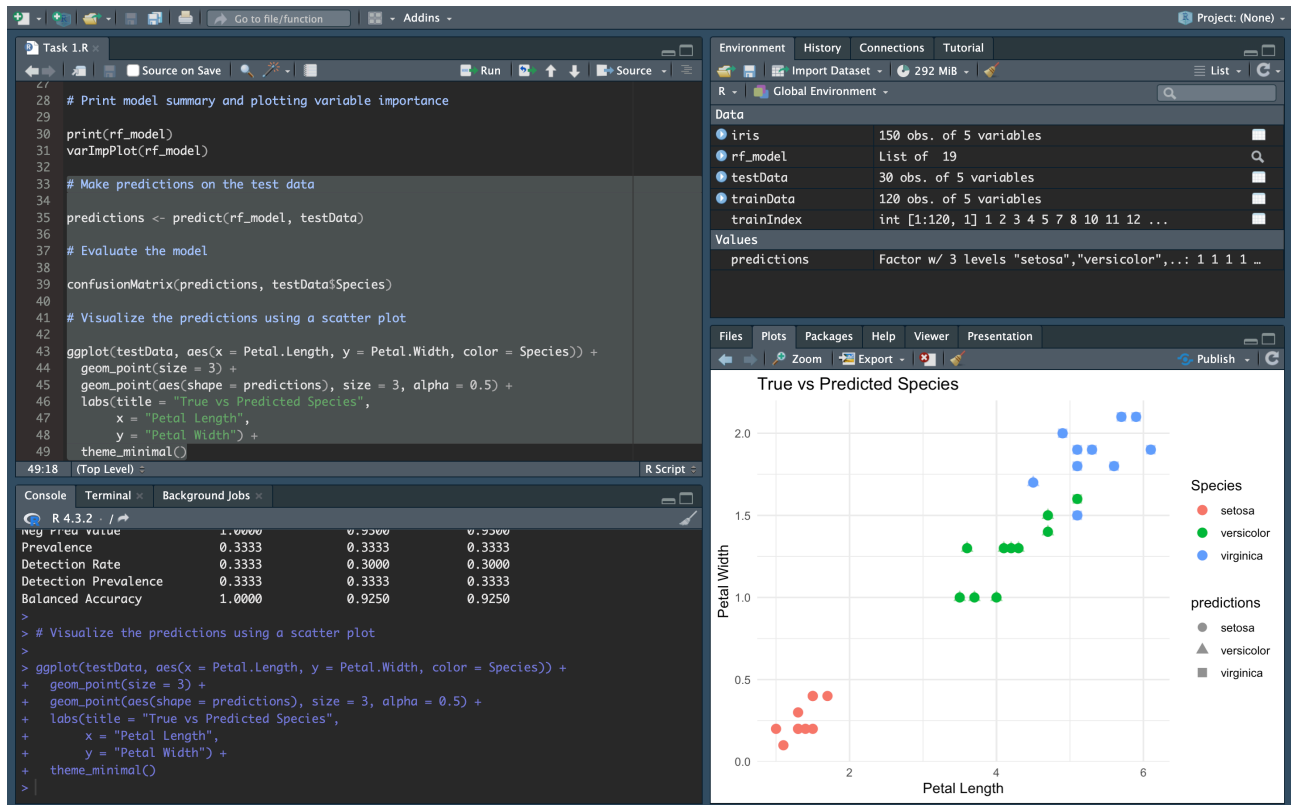 Go to file/function
Addins
Project: (None)
Task 1.R
Source on Save
Run
Source
27
28 # Print model summary and plotting variable importance
29
30 print(rf_model)
31 varImpPlot(rf_model)
32
33 # Make predictions on the test data
34
35 predictions <- predict(rf_model, testData)
36
37 # Evaluate the model
38
39 confusionMatrix(predictions, testData$Species)
40
41 # Visualize the predictions using a scatter plot
42
43 ggplot(testData, aes(x = Petal.Length, y = Petal.Width, color = Species)) +
44 geom_point(size = 3) +
45 geom_point(aes(shape = predictions), size = 3, alpha = 0.5) +
46 labs(title = "True vs Predicted Species",
47 x = "Petal Length",
48 y = "Petal Width") +
49 theme_minimal()
49:18 (Top Level) R Script
Console Terminal Background Jobs
R 4.3.2 · /
Neg Pred Value 1.0000 0.9500 0.9500
Prevalence 0.3333 0.3333 0.3333
Detection Rate 0.3333 0.3000 0.3000
Detection Prevalence 0.3333 0.3333 0.3333
Balanced Accuracy 1.0000 0.9250 0.9250
>
> # Visualize the predictions using a scatter plot
>
> ggplot(testData, aes(x = Petal.Length, y = Petal.Width, color = Species)) +
+ geom_point(size = 3) +
+ geom_point(aes(shape = predictions), size = 3, alpha = 0.5) +
+ labs(title = "True vs Predicted Species",
+ x = "Petal Length",
+ y = "Petal Width") +
+ theme_minimal()
>
Environment History Connections Tutorial
Import Dataset 292 MiB List
R Global Environment
Data
iris 150 obs. of 5 variables
rf_model List of 19
testData 30 obs. of 5 variables
trainData 120 obs. of 5 variables
trainIndex int [1:120, 1] 1 2 3 4 5 7 8 10 11 12 ...
Values
predictions Factor w/ 3 levels "setosa","versicolor",..: 1 1 1 1 …
Files Plots Packages Help Viewer Presentation
Zoom Export Publish
True vs Predicted Species
2.0
1.5
1.0
0.5
0.0
Petal Width
2 4 6
Petal Length
Species
setosa
versicolor
virginica
predictions
setosa
versicolor
virginica